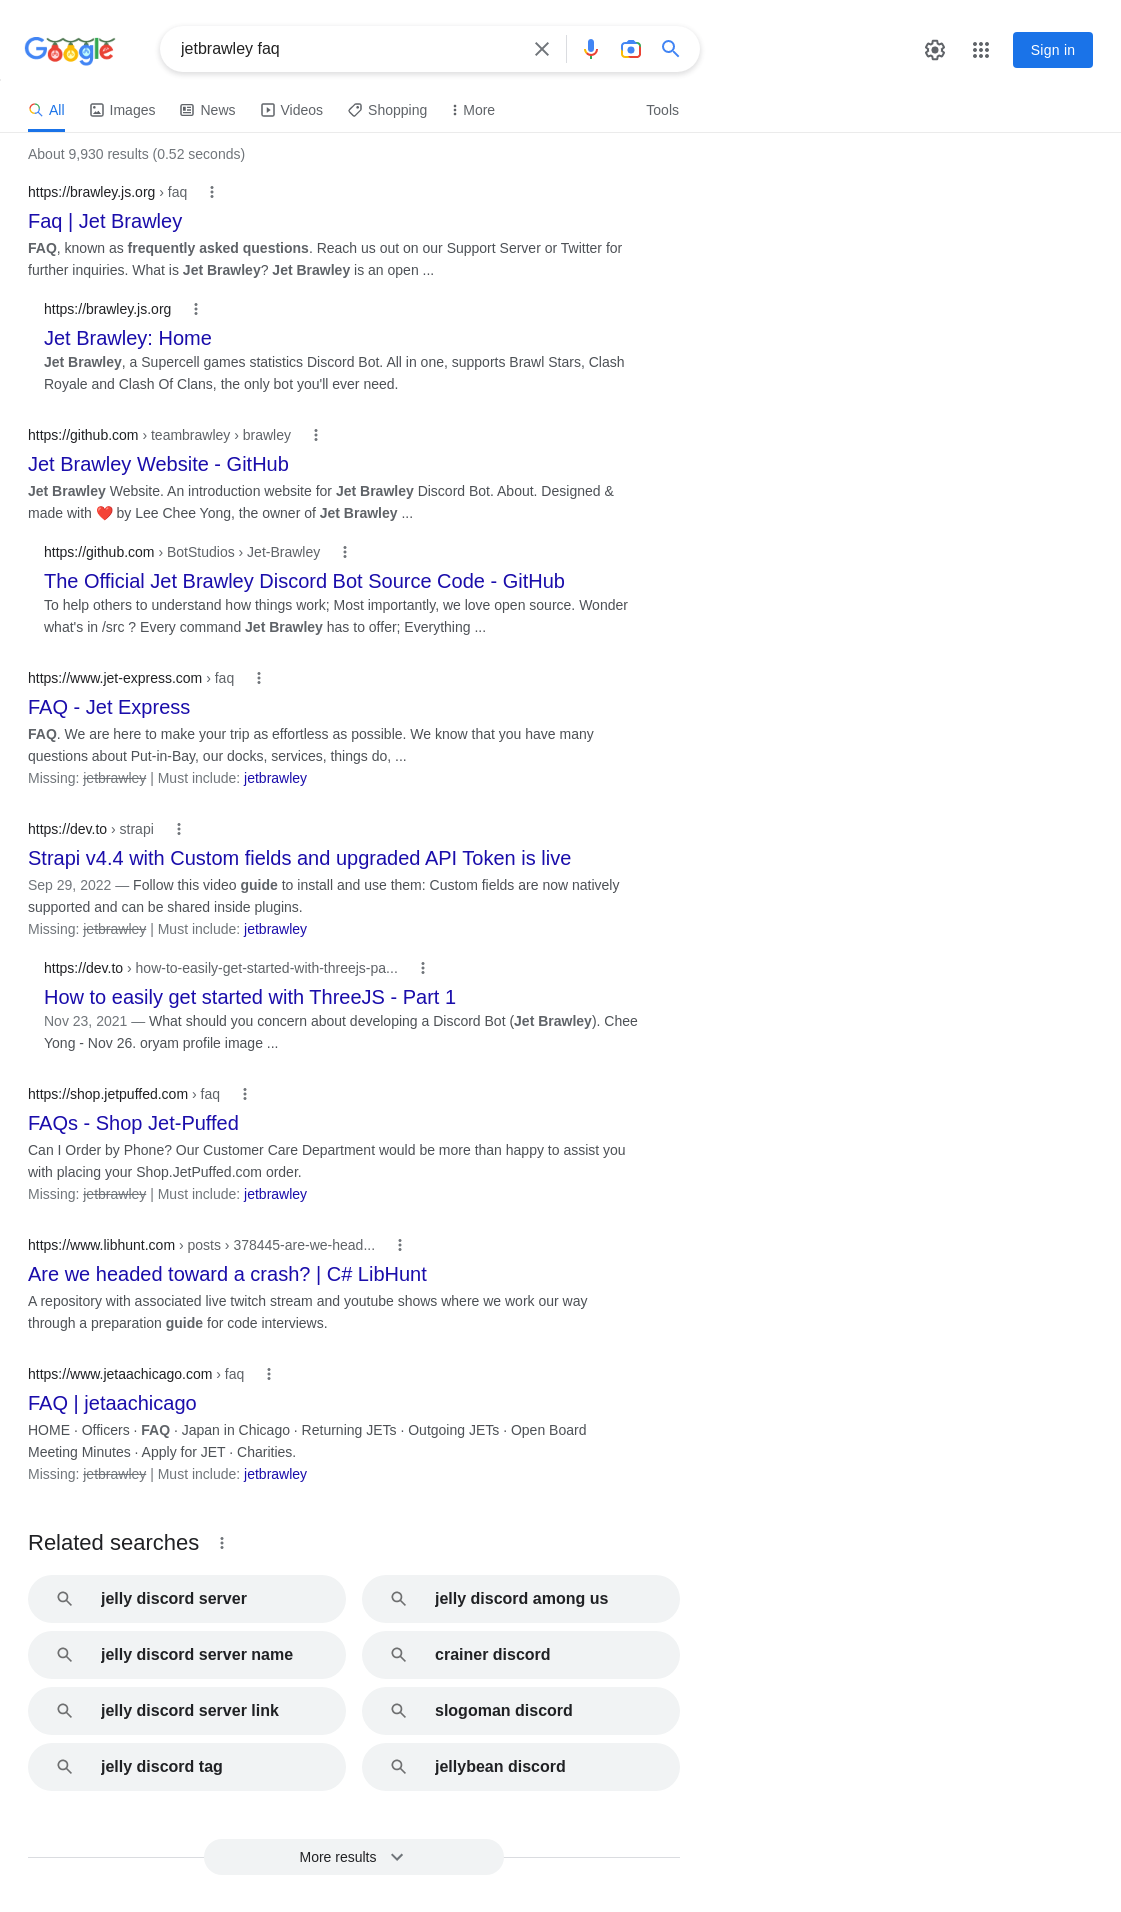 Google
jetbrawley faq
Sign in
All Images News Videos Shopping More Tools
About 9,930 results (0.52 seconds)
https://brawley.js.org › faq
Faq | Jet Brawley
FAQ, known as frequently asked questions. Reach us out on our Support Server or Twitter for
further inquiries. What is Jet Brawley? Jet Brawley is an open ...
https://brawley.js.org
Jet Brawley: Home
Jet Brawley, a Supercell games statistics Discord Bot. All in one, supports Brawl Stars, Clash
Royale and Clash Of Clans, the only bot you'll ever need.
https://github.com › teambrawley › brawley
Jet Brawley Website - GitHub
Jet Brawley Website. An introduction website for Jet Brawley Discord Bot. About. Designed &
made with ❤️ by Lee Chee Yong, the owner of Jet Brawley ...
https://github.com › BotStudios › Jet-Brawley
The Official Jet Brawley Discord Bot Source Code - GitHub
To help others to understand how things work; Most importantly, we love open source. Wonder
what's in /src ? Every command Jet Brawley has to offer; Everything ...
https://www.jet-express.com › faq
FAQ - Jet Express
FAQ. We are here to make your trip as effortless as possible. We know that you have many
questions about Put-in-Bay, our docks, services, things do, ...
Missing: jetbrawley | Must include: jetbrawley
https://dev.to › strapi
Strapi v4.4 with Custom fields and upgraded API Token is live
Sep 29, 2022 — Follow this video guide to install and use them: Custom fields are now natively
supported and can be shared inside plugins.
Missing: jetbrawley | Must include: jetbrawley
https://dev.to › how-to-easily-get-started-with-threejs-pa...
How to easily get started with ThreeJS - Part 1
Nov 23, 2021 — What should you concern about developing a Discord Bot (Jet Brawley). Chee
Yong - Nov 26. oryam profile image ...
https://shop.jetpuffed.com › faq
FAQs - Shop Jet-Puffed
Can I Order by Phone? Our Customer Care Department would be more than happy to assist you
with placing your Shop.JetPuffed.com order.
Missing: jetbrawley | Must include: jetbrawley
https://www.libhunt.com › posts › 378445-are-we-head...
Are we headed toward a crash? | C# LibHunt
A repository with associated live twitch stream and youtube shows where we work our way
through a preparation guide for code interviews.
https://www.jetaachicago.com › faq
FAQ | jetaachicago
HOME · Officers · FAQ · Japan in Chicago · Returning JETs · Outgoing JETs · Open Board
Meeting Minutes · Apply for JET · Charities.
Missing: jetbrawley | Must include: jetbrawley
Related searches
jelly discord server
jelly discord among us
jelly discord server name
crainer discord
jelly discord server link
slogoman discord
jelly discord tag
jellybean discord
More results